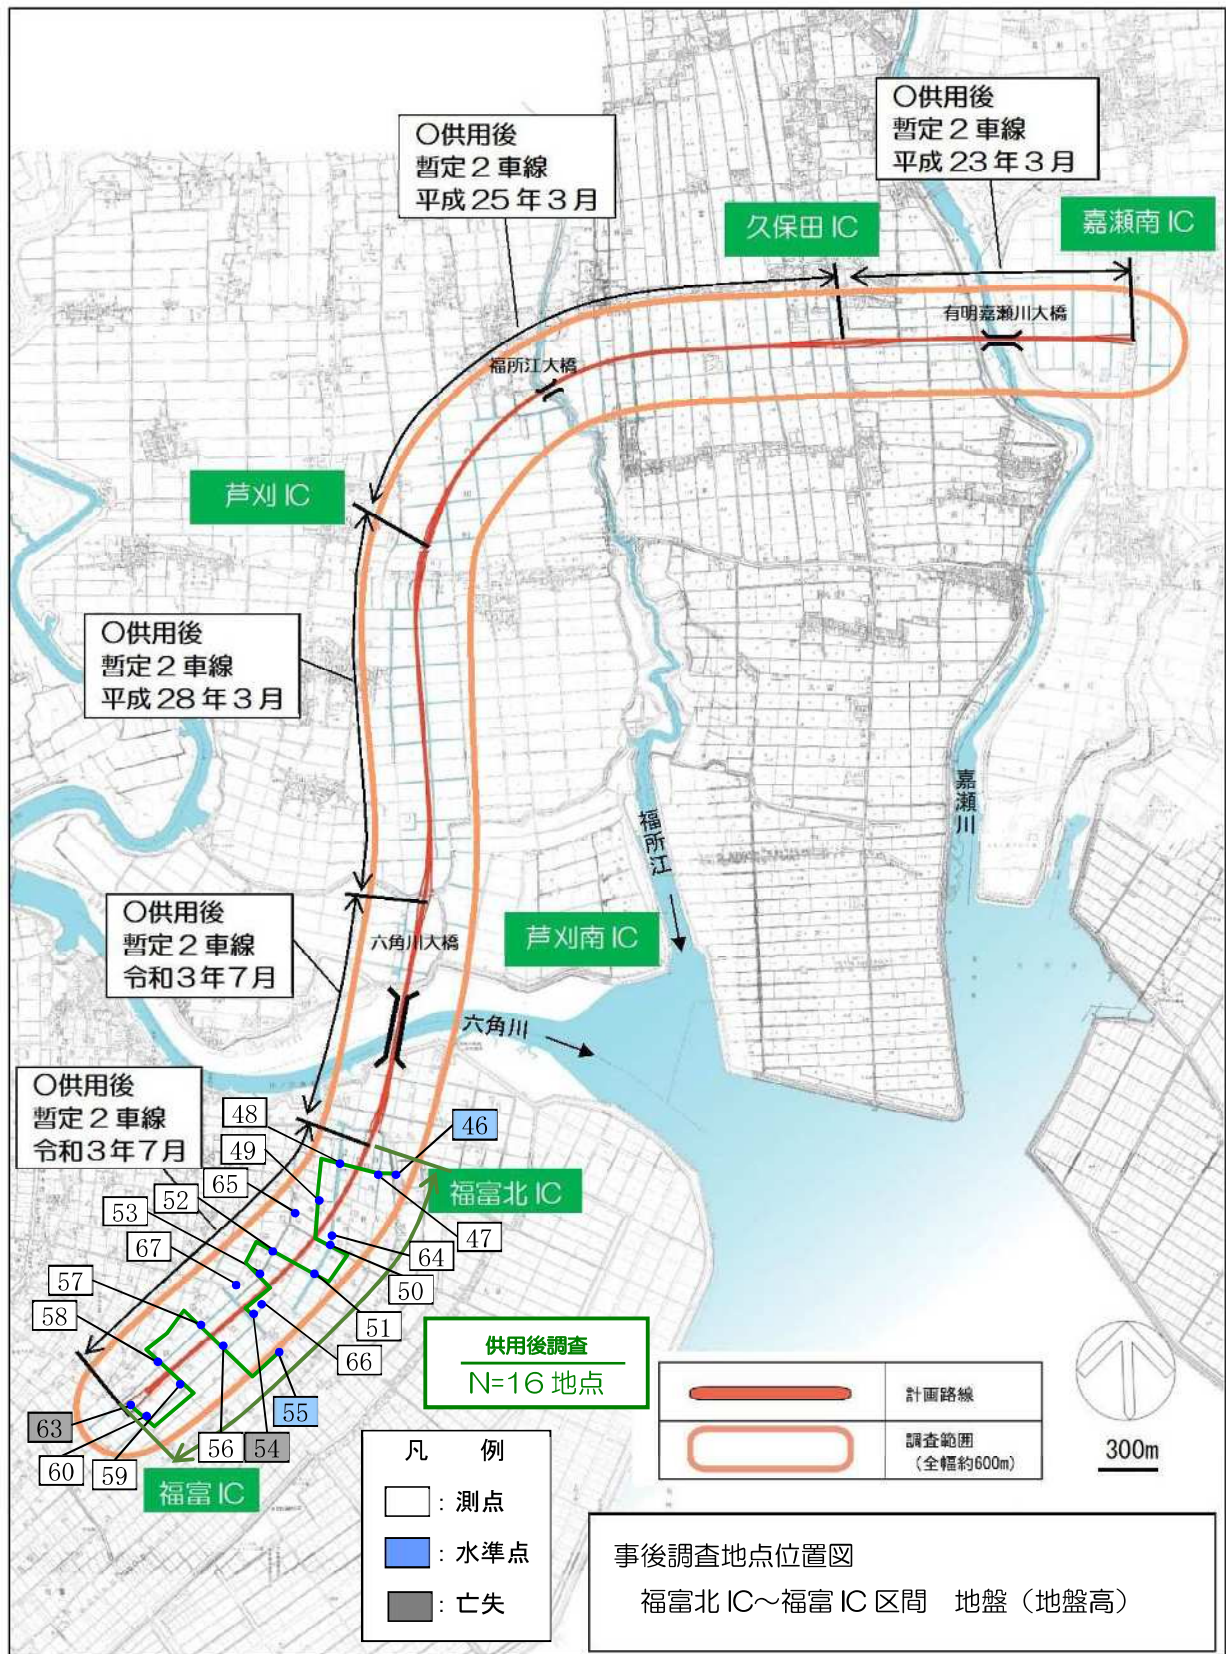 〇供用後
暫定2車線
平成23年3月
〇供用後
暫定2車線
平成25年3月
久保田 IC
嘉瀬南 IC
有明嘉瀬川大橋
福所江大橋
芦刈 IC
〇供用後
暫定2車線
平成28年3月
嘉瀬川
福所江
〇供用後
暫定2車線
令和3年7月
六角川大橋
芦刈南 IC
六角川
〇供用後
暫定2車線
令和3年7月
48
46
49
65
52
福富北 IC
53
47
67
64
57
50
58
51
66
供用後調査
N=16 地点
55
63
56
54
60
59
福富 IC
計画路線
調査範囲
(全幅約600m)
300m
凡 例
: 測点
: 水準点
: 亡失
事後調査地点位置図
福富北 IC〜福富 IC 区間 地盤(地盤高)